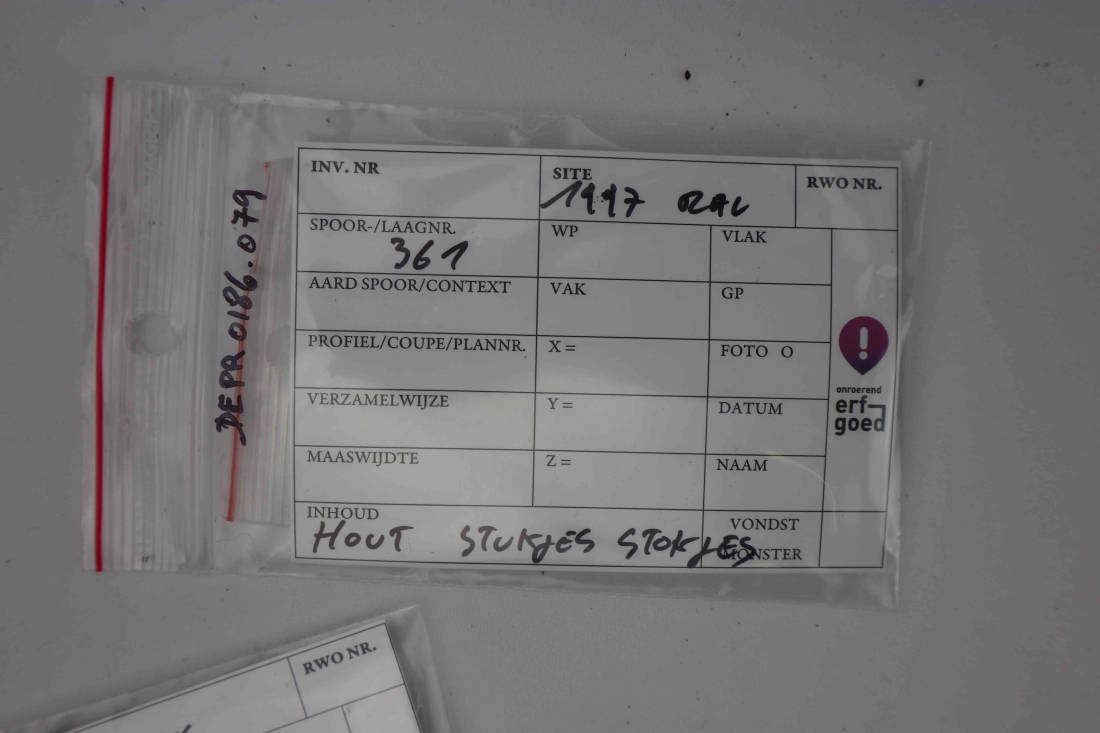 DEPR0186.079
INV. NR
SITE
1997 RAV
RWO NR.
SPOOR-/LAAGNR.
361
WP
VLAK
AARD SPOOR/CONTEXT
VAK
GP
PROFIEL/COUPE/PLANNR.
X =
FOTO O
VERZAMELWIJZE
Y =
DATUM
MAASWIJDTE
Z =
NAAM
INHOUD
HOUT STUKJES STOKJES
VONDST
MONSTER
onroerend
erf-
goed
RWO NR.